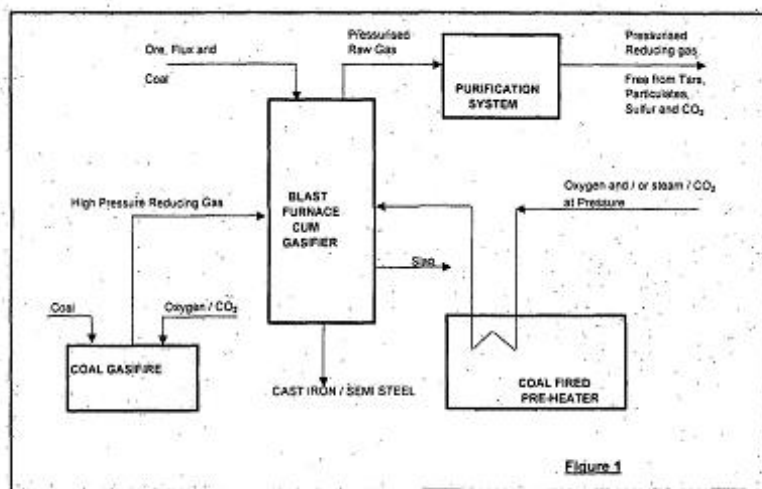 Ore, Flux and
Coal
Pressurised
Raw Gas
PURIFICATION
SYSTEM
Pressurised
Reducing gas
Free from Tars,
Particulates,
Sulfur and CO₂
High Pressure Reducing Gas
BLAST
FURNACE
CUM
GASIFIER
Oxygen and / or steam / CO₂
at Pressure
Slag
Coal
Oxygen / CO₂
COAL GASIFIRE
CAST IRON / SEMI STEEL
COAL FIRED
PRE-HEATER
Figure 1